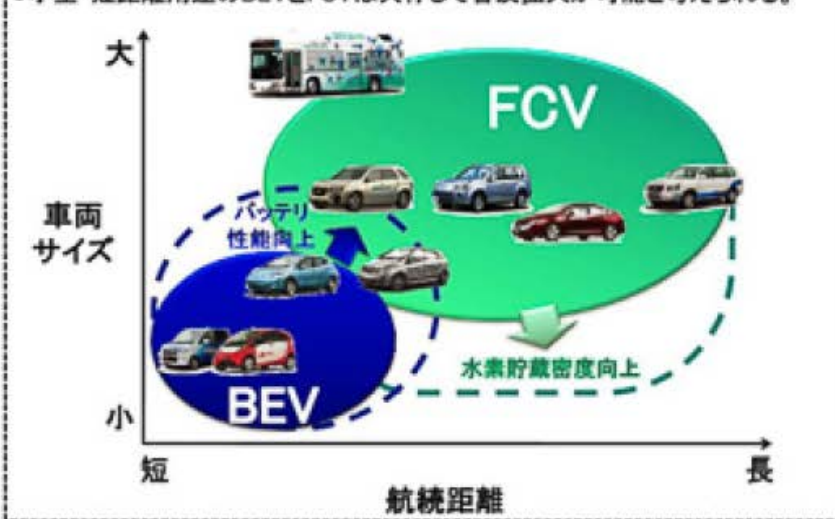 大
FCV
車両
サイズ
バッテリ
性能向上
水素貯蔵密度向上
BEV
小
短
長
航続距離